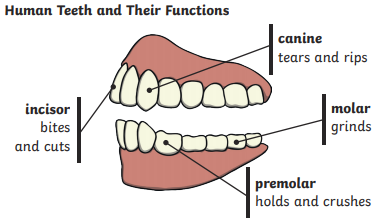 Human Teeth and Their Functions
canine
tears and rips
incisor
bites
and cuts
molar
grinds
premolar
holds and crushes